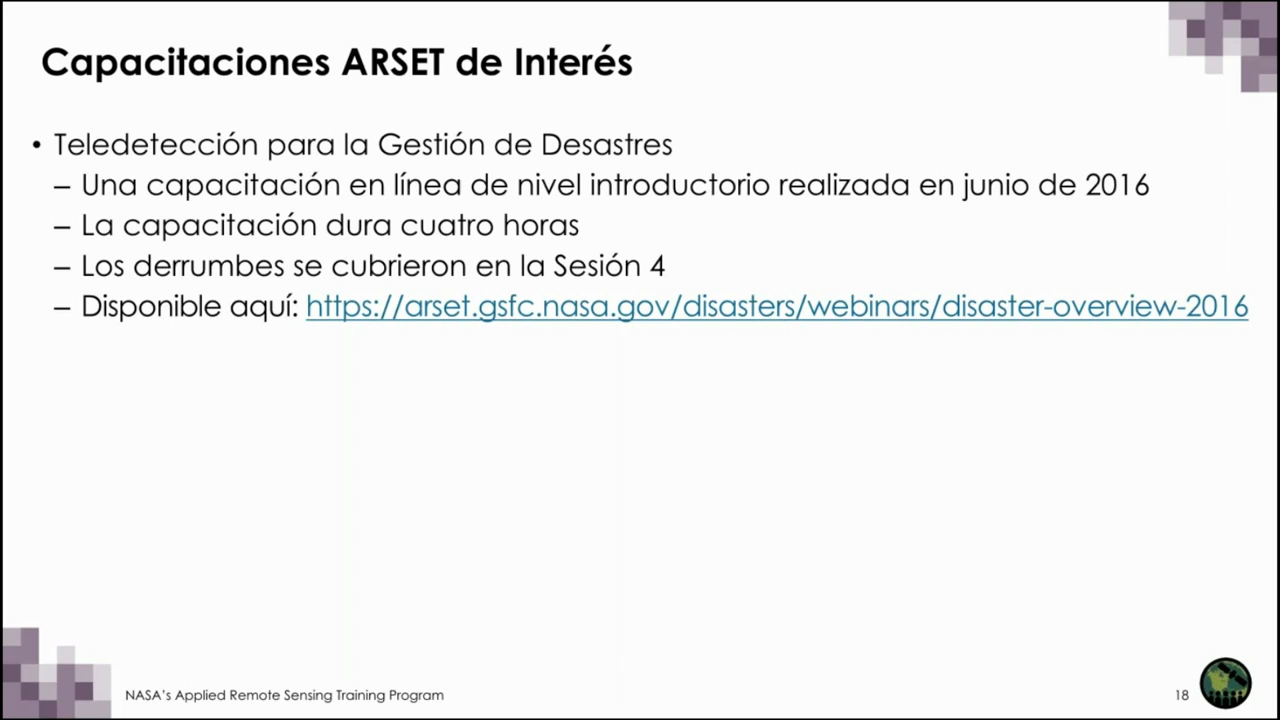 Capacitaciones ARSET de Interés
• Teledetección para la Gestión de Desastres
– Una capacitación en línea de nivel introductorio realizada en junio de 2016
– La capacitación dura cuatro horas
– Los derrumbes se cubrieron en la Sesión 4
– Disponible aquí: https://arset.gsfc.nasa.gov/disasters/webinars/disaster-overview-2016
NASA's Applied Remote Sensing Training Program
18